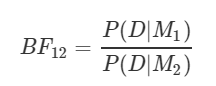 BF₁₂ = P(D|M₁) / P(D|M₂)